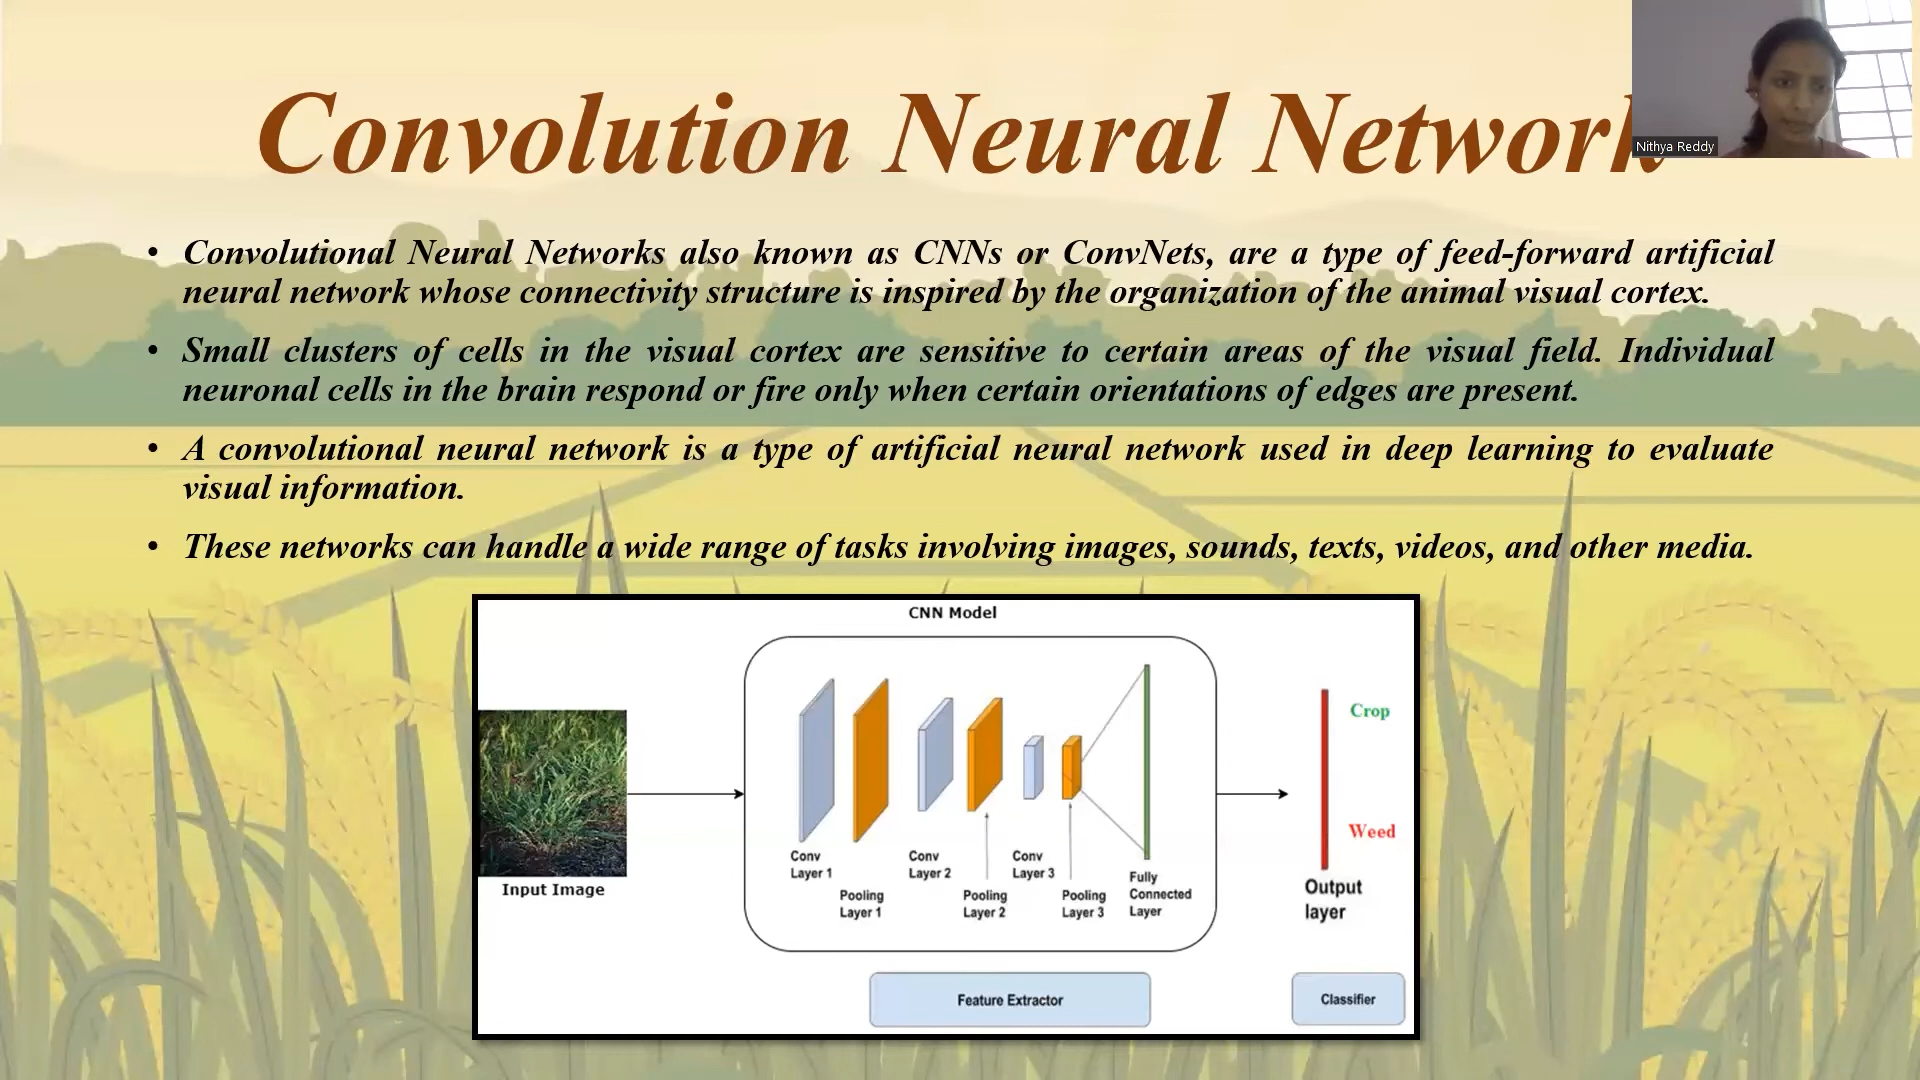 Convolution Neural Network
Nithya Reddy
• Convolutional Neural Networks also known as CNNs or ConvNets, are a type of feed-forward artificial
neural network whose connectivity structure is inspired by the organization of the animal visual cortex.
• Small clusters of cells in the visual cortex are sensitive to certain areas of the visual field. Individual
neuronal cells in the brain respond or fire only when certain orientations of edges are present.
• A convolutional neural network is a type of artificial neural network used in deep learning to evaluate
visual information.
• These networks can handle a wide range of tasks involving images, sounds, texts, videos, and other media.
CNN Model
Input Image
Conv
Layer 1
Pooling
Layer 1
Conv
Layer 2
Pooling
Layer 2
Conv
Layer 3
Pooling
Layer 3
Fully
Connected
Layer
Crop
Weed
Output
layer
Feature Extractor
Classifier